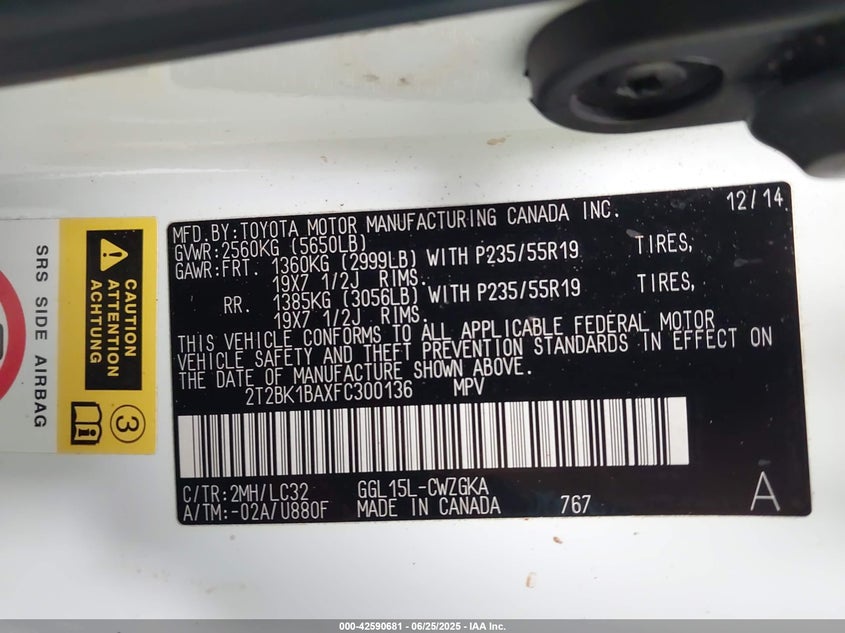 MFD. BY:TOYOTA MOTOR MANUFACTURING CANADA INC. 12/14
GVWR:2560KG (5650LB)
GAWR:FRT. 1360KG (2999LB) WITH P235/55R19 TIRES,
19X7 1/2J RIMS.
RR. 1385KG (3056LB) WITH P235/55R19 TIRES,
19X7 1/2J RIMS.
THIS VEHICLE CONFORMS TO ALL APPLICABLE FEDERAL MOTOR
VEHICLE SAFETY AND THEFT PREVENTION STANDARDS IN EFFECT ON
THE DATE OF MANUFACTURE SHOWN ABOVE.
2T2BK1BAXFC300136 MPV
C/TR:2MH/LC32 GGL15L-CWZGKA
A/TM:-02A/U880F MADE IN CANADA 767 A
CAUTION
ATTENTION
ACHTUNG
3
SRS SIDE AIRBAG
000-42590681 - 06/25/2025 - IAA Inc.